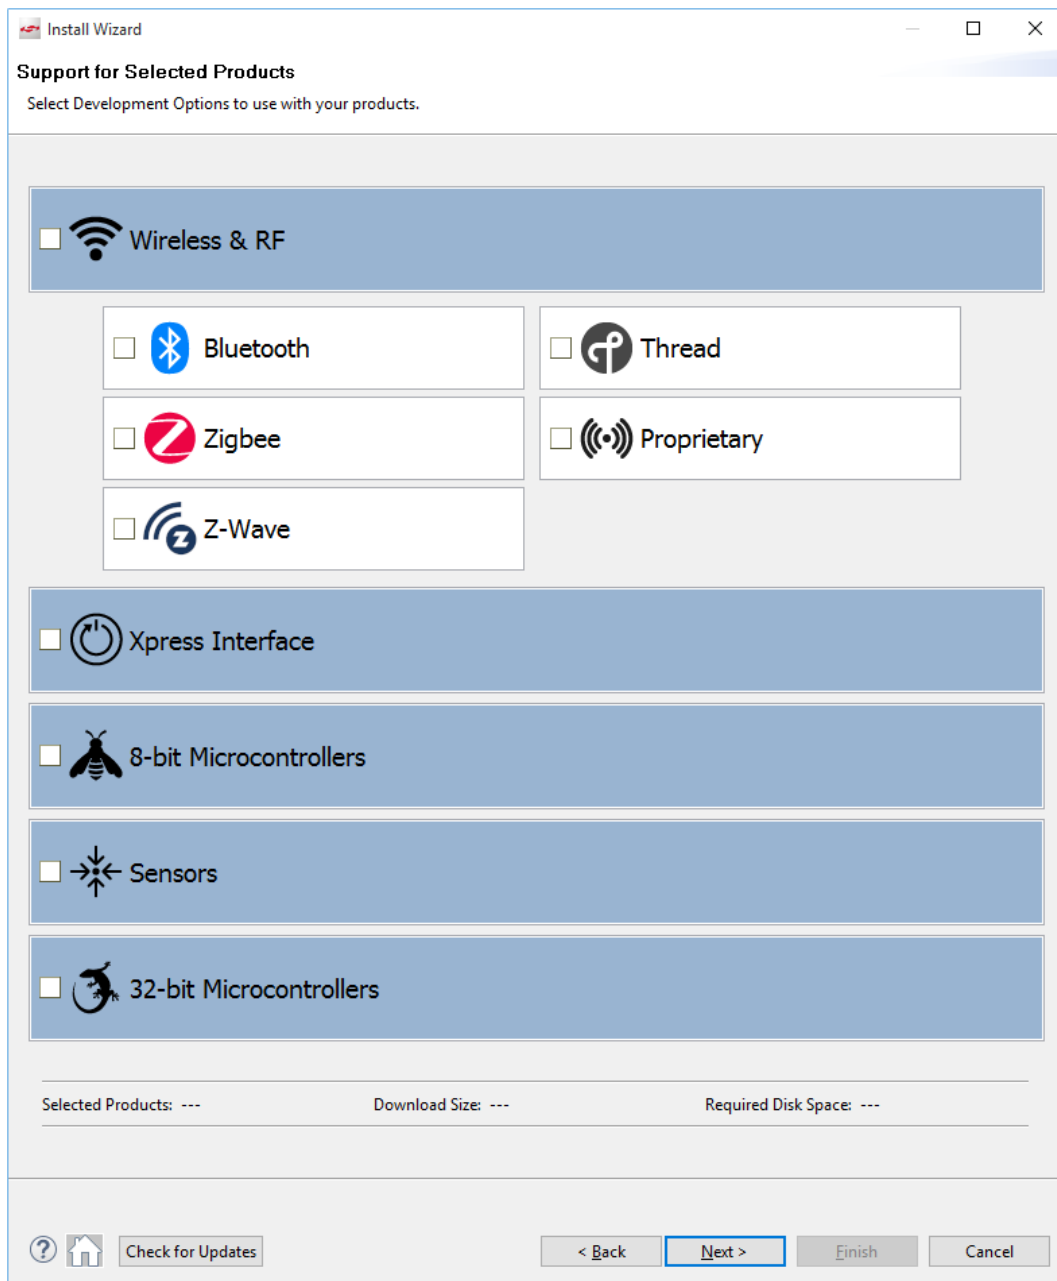 Install Wizard
Support for Selected Products
Select Development Options to use with your products.
Wireless & RF
Bluetooth
Thread
Zigbee
Proprietary
Z-Wave
Xpress Interface
8-bit Microcontrollers
Sensors
32-bit Microcontrollers
Selected Products: --- Download Size: --- Required Disk Space: ---
Check for Updates < Back Next > Finish Cancel